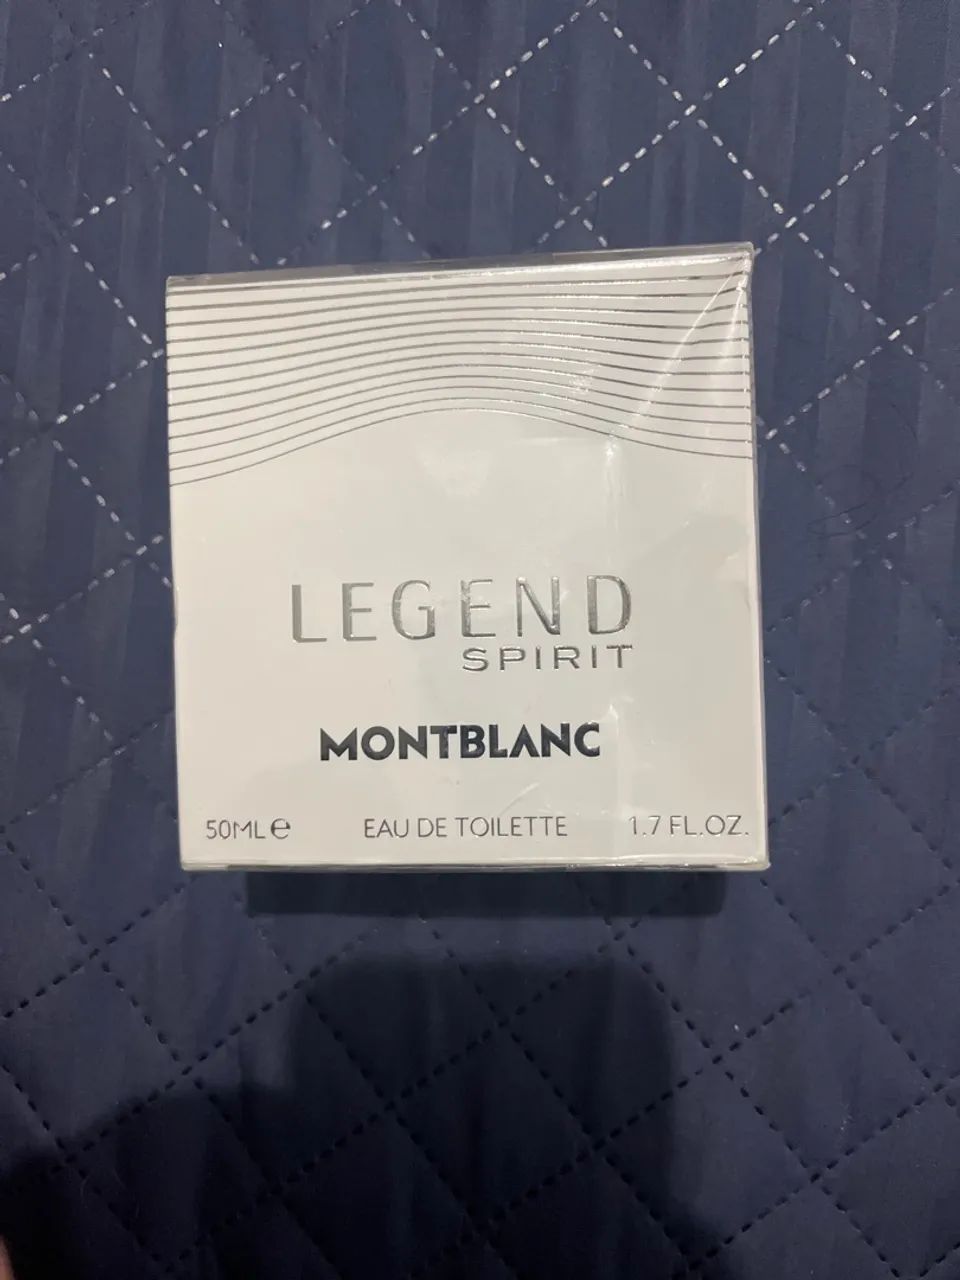 LEGEND
SPIRIT
MONTBLANC
50ML℮ EAU DE TOILETTE 1.7 FL.OZ.